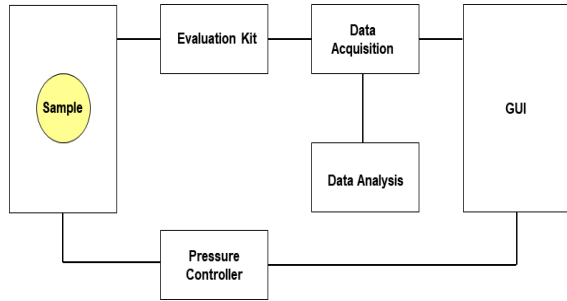 Evaluation Kit
Data
Acquisition
Sample
GUI
Data Analysis
Pressure
Controller